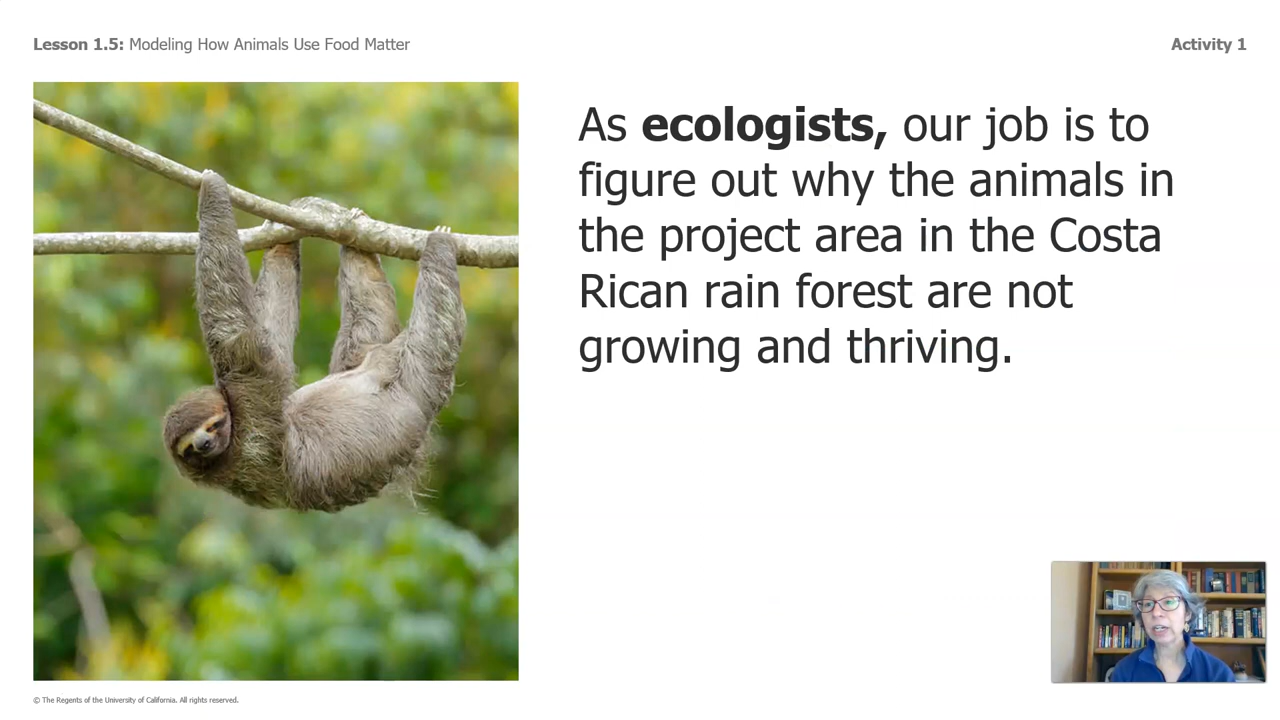 Lesson 1.5: Modeling How Animals Use Food Matter
Activity 1
As ecologists, our job is to
figure out why the animals in
the project area in the Costa
Rican rain forest are not
growing and thriving.
© The Regents of the University of California. All rights reserved.